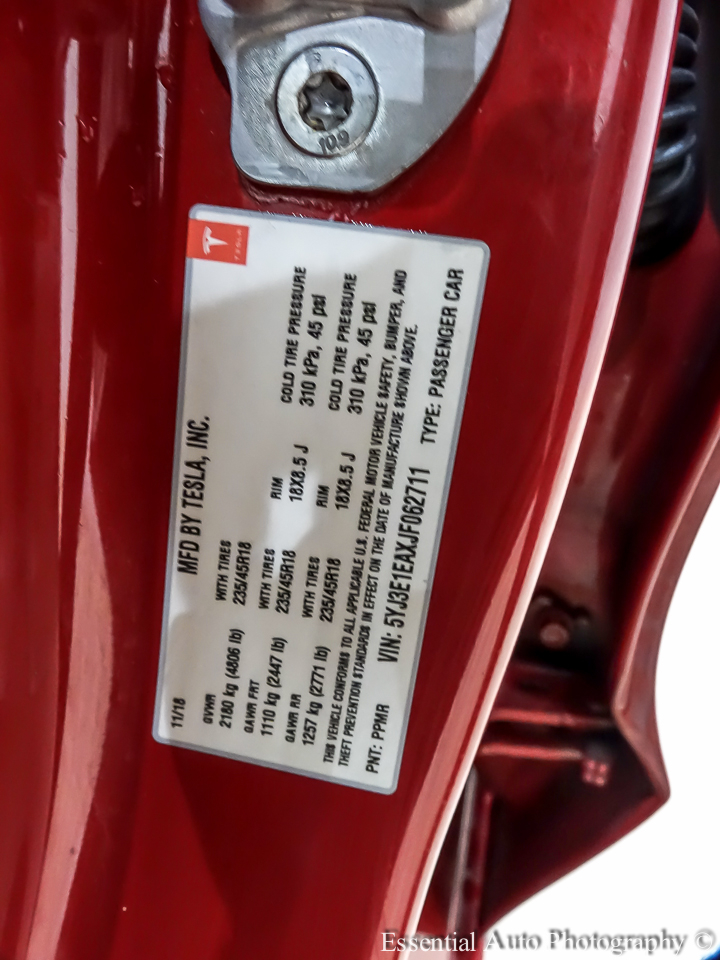 109
TESLA
MFD BY TESLA, INC.
11/18
GVWR
2180 kg (4806 lb)
WITH TIRES
235/45R18
RIM
18X8.5 J
COLD TIRE PRESSURE
310 kPa, 45 psi
GAWR FRT
1110 kg (2447 lb)
WITH TIRES
235/45R18
RIM
18X8.5 J
COLD TIRE PRESSURE
310 kPa, 45 psi
GAWR RR
1257 kg (2771 lb)
WITH TIRES
235/45R18
THIS VEHICLE CONFORMS TO ALL APPLICABLE U.S. FEDERAL MOTOR VEHICLE SAFETY, BUMPER, AND
THEFT PREVENTION STANDARDS IN EFFECT ON THE DATE OF MANUFACTURE SHOWN ABOVE.
PNT: PPMR VIN: 5YJ3E1EAXJF062711 TYPE: PASSENGER CAR
Essential Auto Photography ©